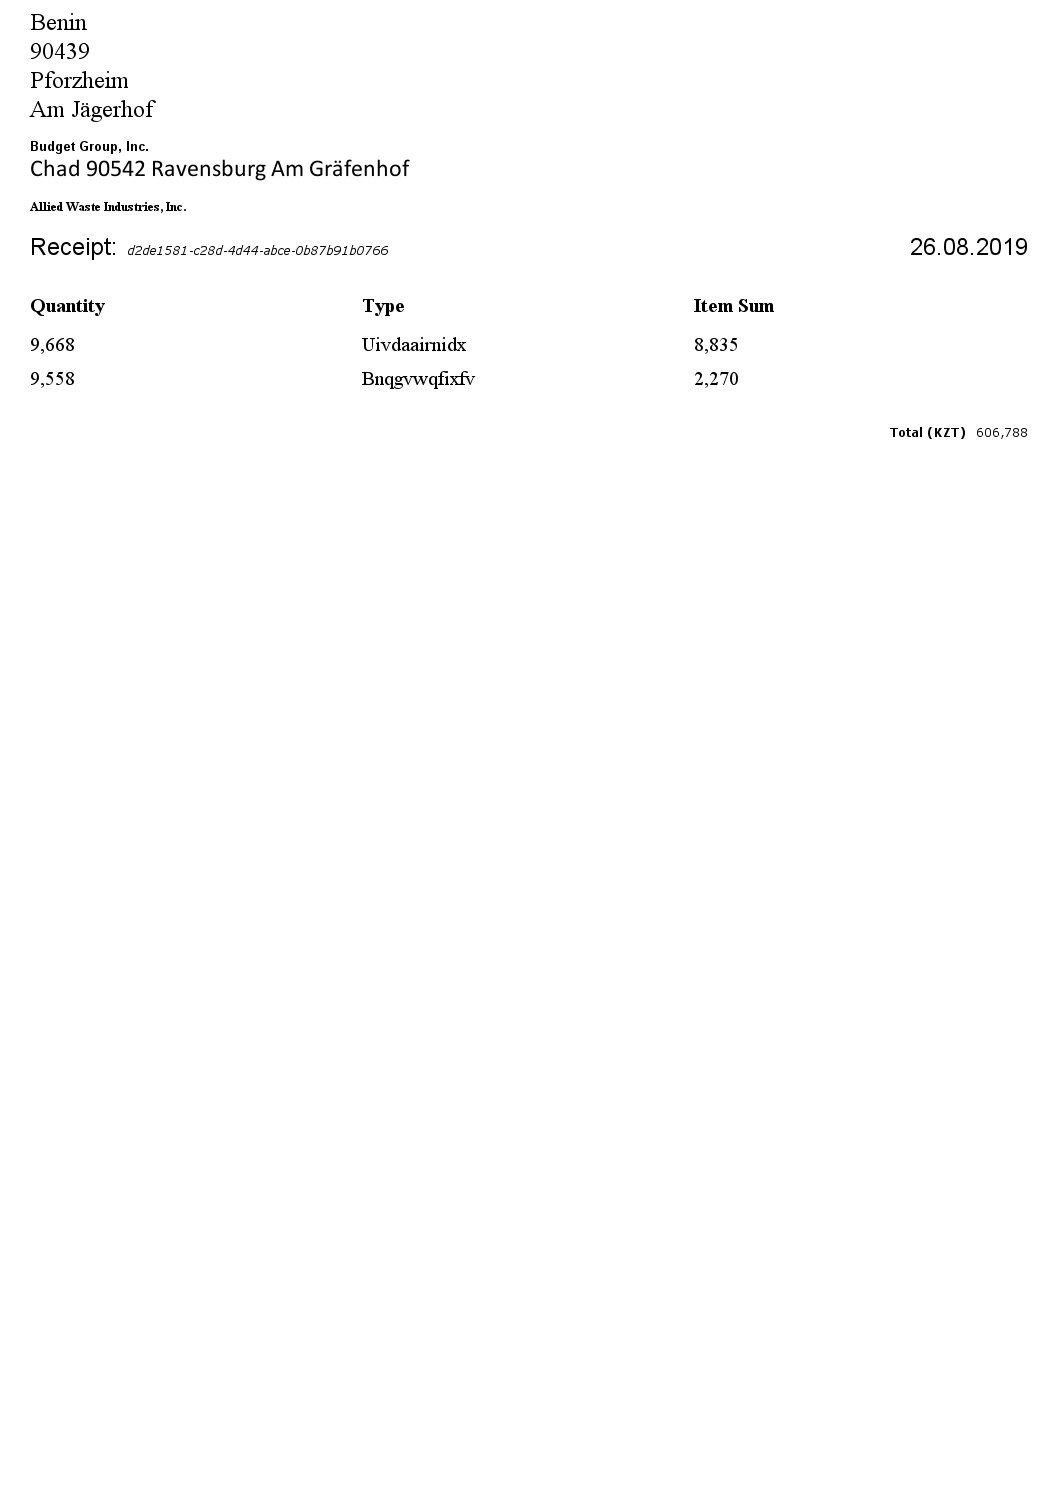 Benin
90439
Pforzheim
Am Jägerhof
Budget Group, Inc.
Chad 90542 Ravensburg Am Gräfenhof
Allied Waste Industries, Inc.
Receipt: d2de1581-c28d-4d44-abce-0b87b91b0766 26.08.2019
Quantity Type Item Sum
9,668 Uivdaairnidx 8,835
9,558 Bnqgvwqfixfv 2,270
Total (KZT) 606,788